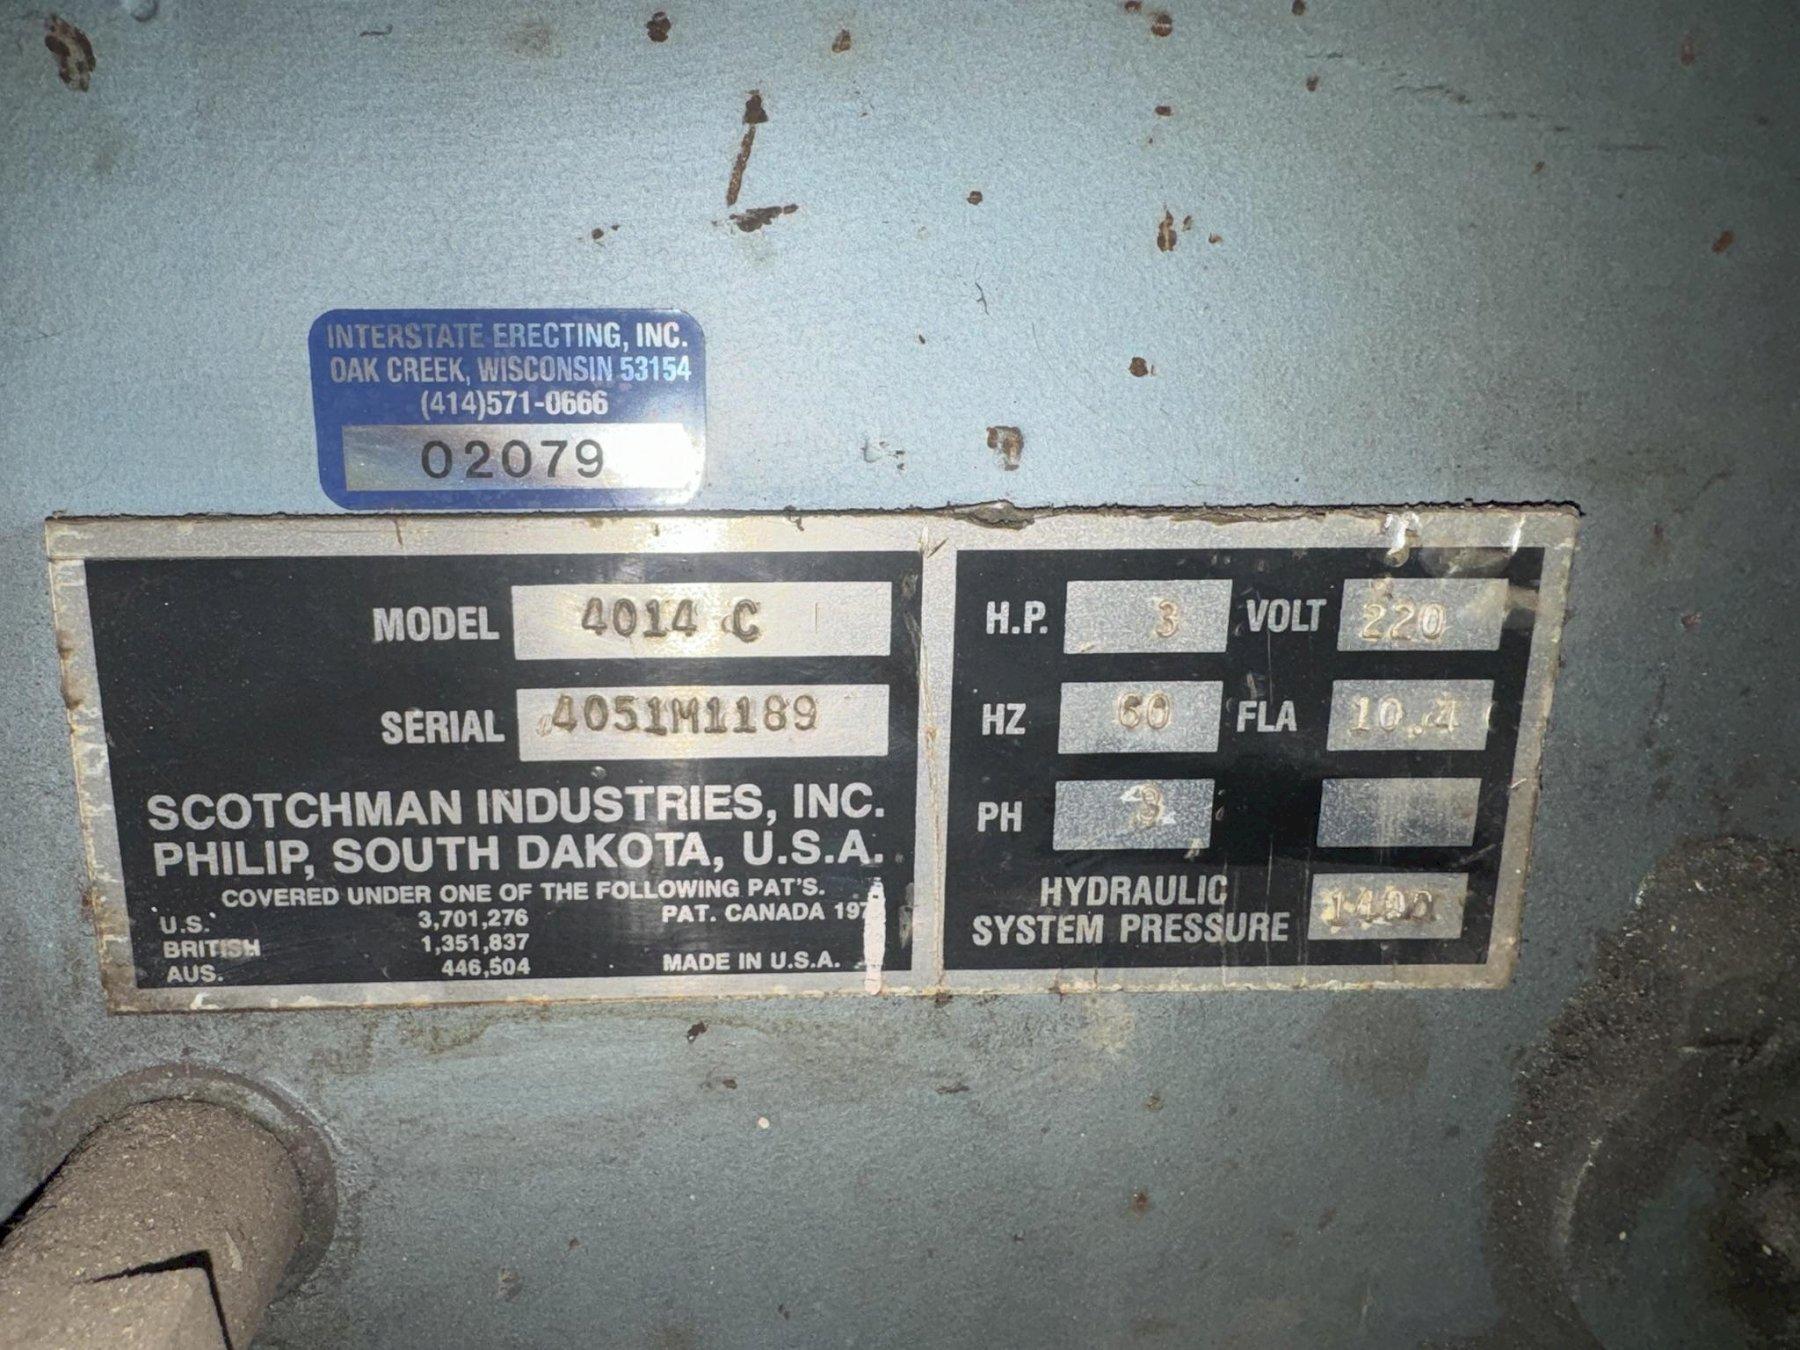 INTERSTATE ERECTING, INC.
OAK CREEK, WISCONSIN 53154
(414)571-0666
02079
MODEL 4014 C
SERIAL 4051M1189
SCOTCHMAN INDUSTRIES, INC.
PHILIP, SOUTH DAKOTA, U.S.A.
COVERED UNDER ONE OF THE FOLLOWING PAT'S.
U.S. 3,701,276 PAT. CANADA 197
BRITISH 1,351,837
AUS. 446,504 MADE IN U.S.A.
H.P. 3 VOLT 220
HZ 60 FLA 10.4
PH 3
HYDRAULIC
SYSTEM PRESSURE